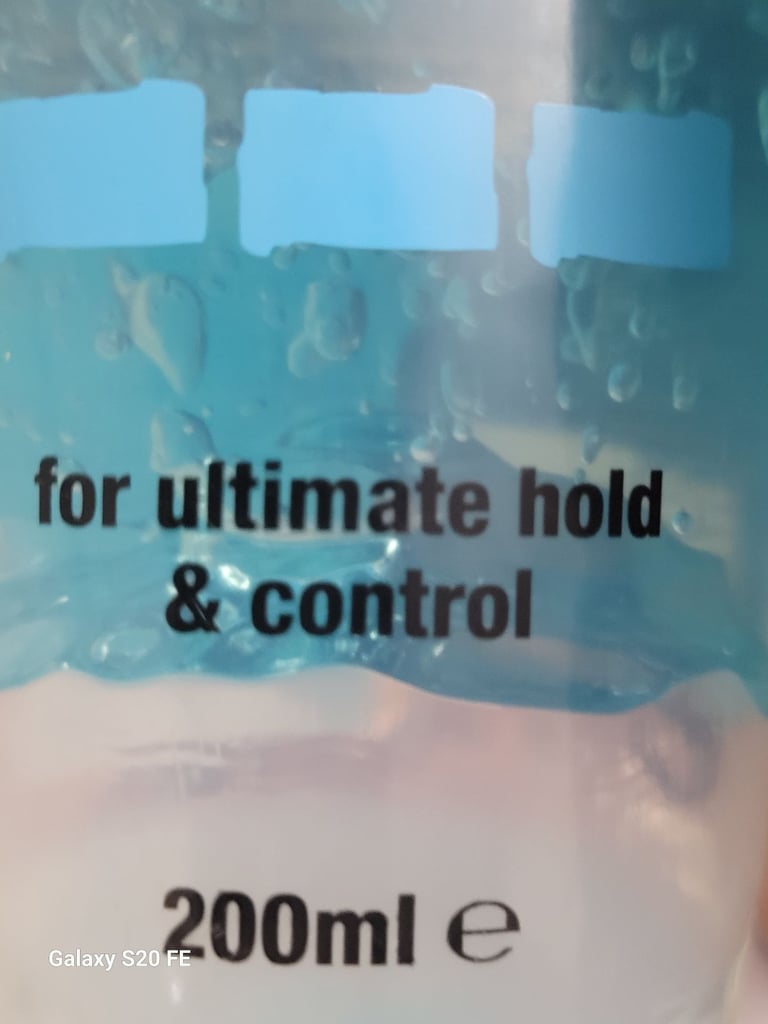 for ultimate hold
& control
200ml ℮
Galaxy S20 FE